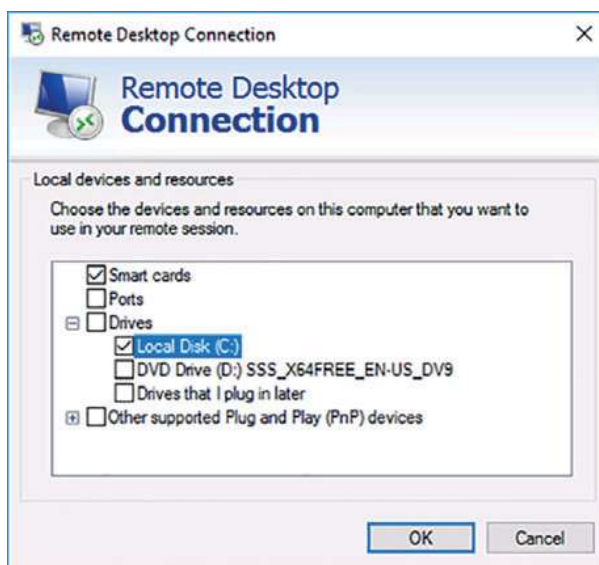 Remote Desktop Connection
Remote Desktop
Connection
Local devices and resources
Choose the devices and resources on this computer that you want to
use in your remote session.
Smart cards
Ports
Drives
Local Disk (C:)
DVD Drive (D:) SSS_X64FREE_EN-US_DV9
Drives that I plug in later
Other supported Plug and Play (PnP) devices
OK Cancel